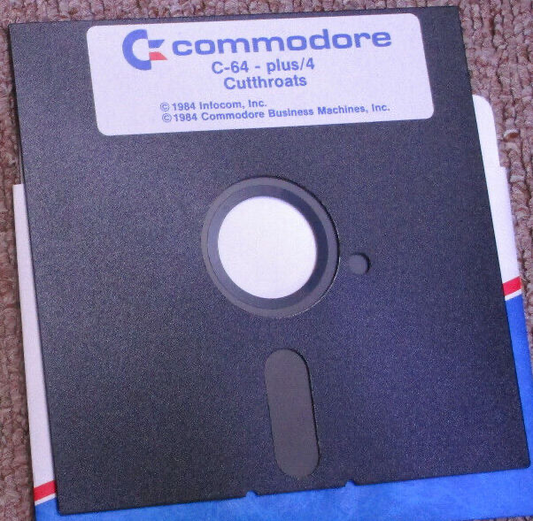 commodore
C-64 - plus/4
Cutthroats
©1984 Infocom, Inc.
©1984 Commodore Business Machines, Inc.